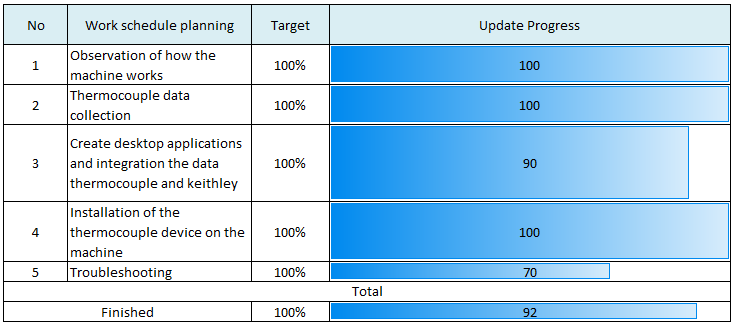 No Work schedule planning Target Update Progress
1 Observation of how the machine works 100% 100
2 Thermocouple data collection 100% 100
3 Create desktop applications and integration the data thermocouple and keithley 100% 90
4 Installation of the thermocouple device on the machine 100% 100
5 Troubleshooting 100% 70
Total
Finished 100% 92